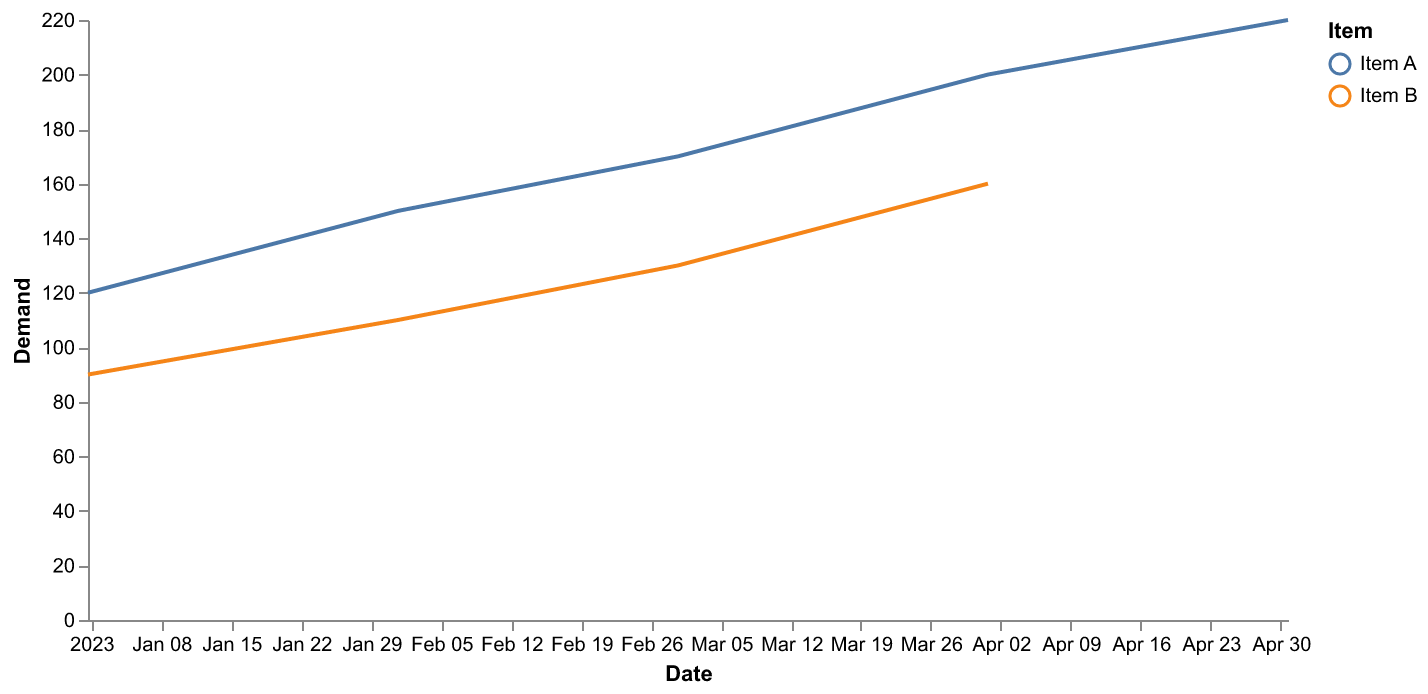 220
200
180
160
140
120
100
80
60
40
20
0
Demand
2023 Jan 08 Jan 15 Jan 22 Jan 29 Feb 05 Feb 12 Feb 19 Feb 26 Mar 05 Mar 12 Mar 19 Mar 26 Apr 02 Apr 09 Apr 16 Apr 23 Apr 30
Date
Item
Item A
Item B